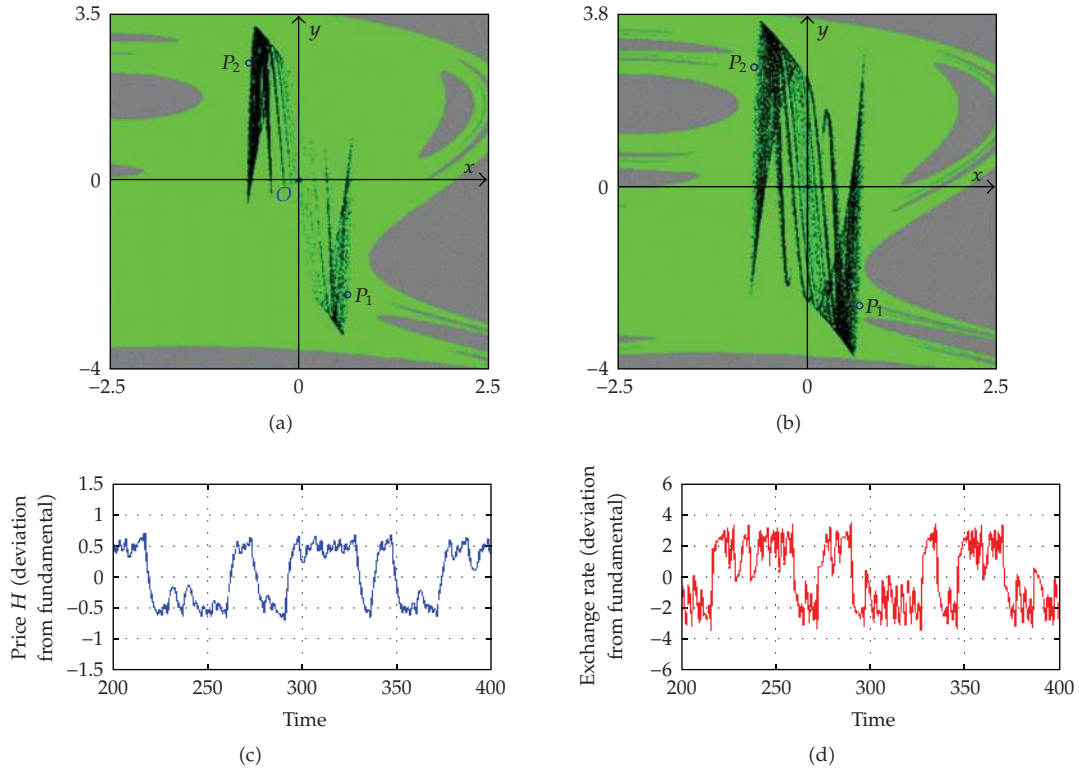 3.5
y
P2
x
0
O
P1
−4
−2.5
0
2.5
(a)
3.8
y
P2
0
x
P1
−4
−2.5
0
2.5
(b)
Price H (deviation
from fundamental)
1.5
1
0.5
0
−0.5
−1
−1.5
200
250
300
350
400
Time
(c)
Exchange rate (deviation
from fundamental)
6
4
2
0
−2
−4
−6
200
250
300
350
400
Time
(d)